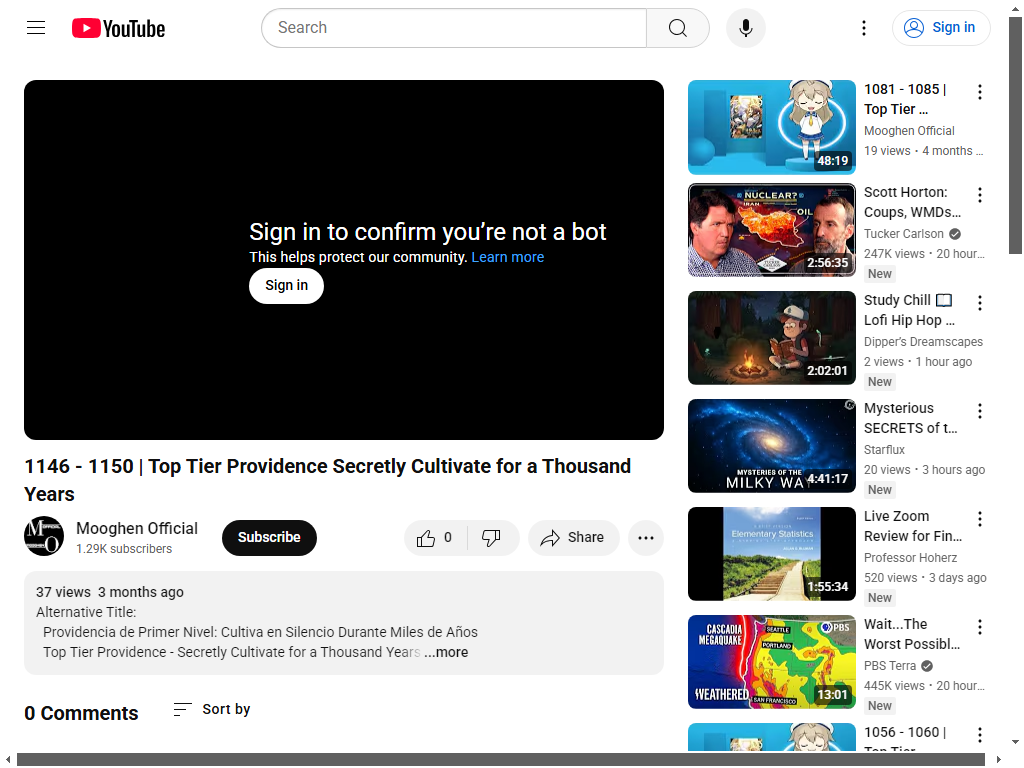 YouTube
Search
Sign in
Sign in to confirm you’re not a bot
This helps protect our community. Learn more
Sign in
1146 - 1150 | Top Tier Providence Secretly Cultivate for a Thousand
Years
Mooghen Official
1.29K subscribers
Subscribe
0
Share
37 views 3 months ago
Alternative Title:
Providencia de Primer Nivel: Cultiva en Silencio Durante Miles de Años
Top Tier Providence - Secretly Cultivate for a Thousand Years ...more
0 Comments
Sort by
48:19
1081 - 1085 |
Top Tier ...
Mooghen Official
19 views • 4 months ...
NUCLEAR?
IRAN
OIL
2:56:35
Scott Horton:
Coups, WMDs...
Tucker Carlson
247K views • 20 hour...
New
2:02:01
Study Chill
Lofi Hip Hop ...
Dipper's Dreamscapes
2 views • 1 hour ago
New
MYSTERIES OF THE
MILKY WAY
4:41:17
Mysterious
SECRETS of t...
Starflux
20 views • 3 hours ago
New
Elementary Statistics
1:55:34
Live Zoom
Review for Fin...
Professor Hoherz
520 views • 3 days ago
New
CASCADIA
MEGAQUAKE
SEATTLE
PBS
PORTLAND
WEATHERED
SAN FRANCISCO
13:01
Wait...The
Worst Possibl...
PBS Terra
445K views • 20 hour...
New
1056 - 1060 |
Top Tier